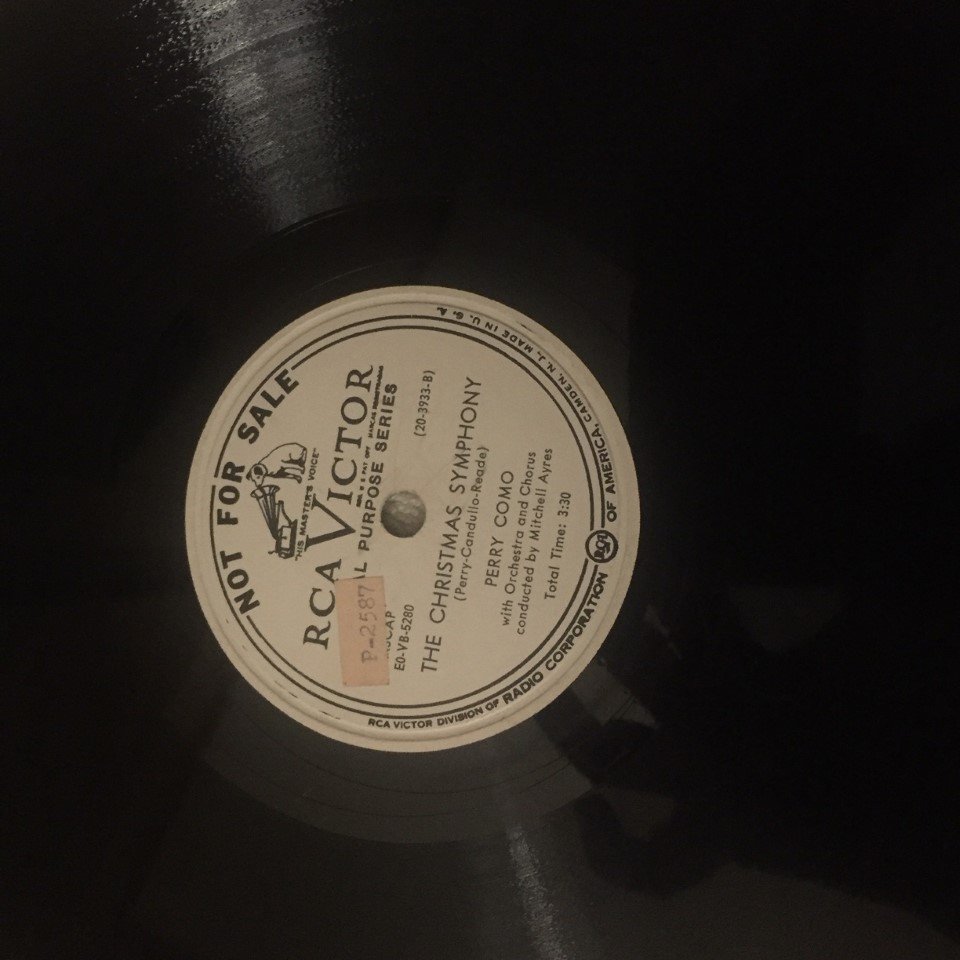 NOT FOR SALE
"HIS MASTER'S VOICE"
RCA VICTOR
AL PURPOSE SERIES
P-2587
(20-3933-B)
E0-VB-5280
THE CHRISTMAS SYMPHONY
(Perry-Candullo-Reade)
PERRY COMO
with Orchestra and Chorus
conducted by Mitchell Ayres
Total Time: 3:30
RCA VICTOR DIVISION OF RADIO CORPORATION RCA OF AMERICA, CAMDEN, N. J., MADE IN U. S. A.